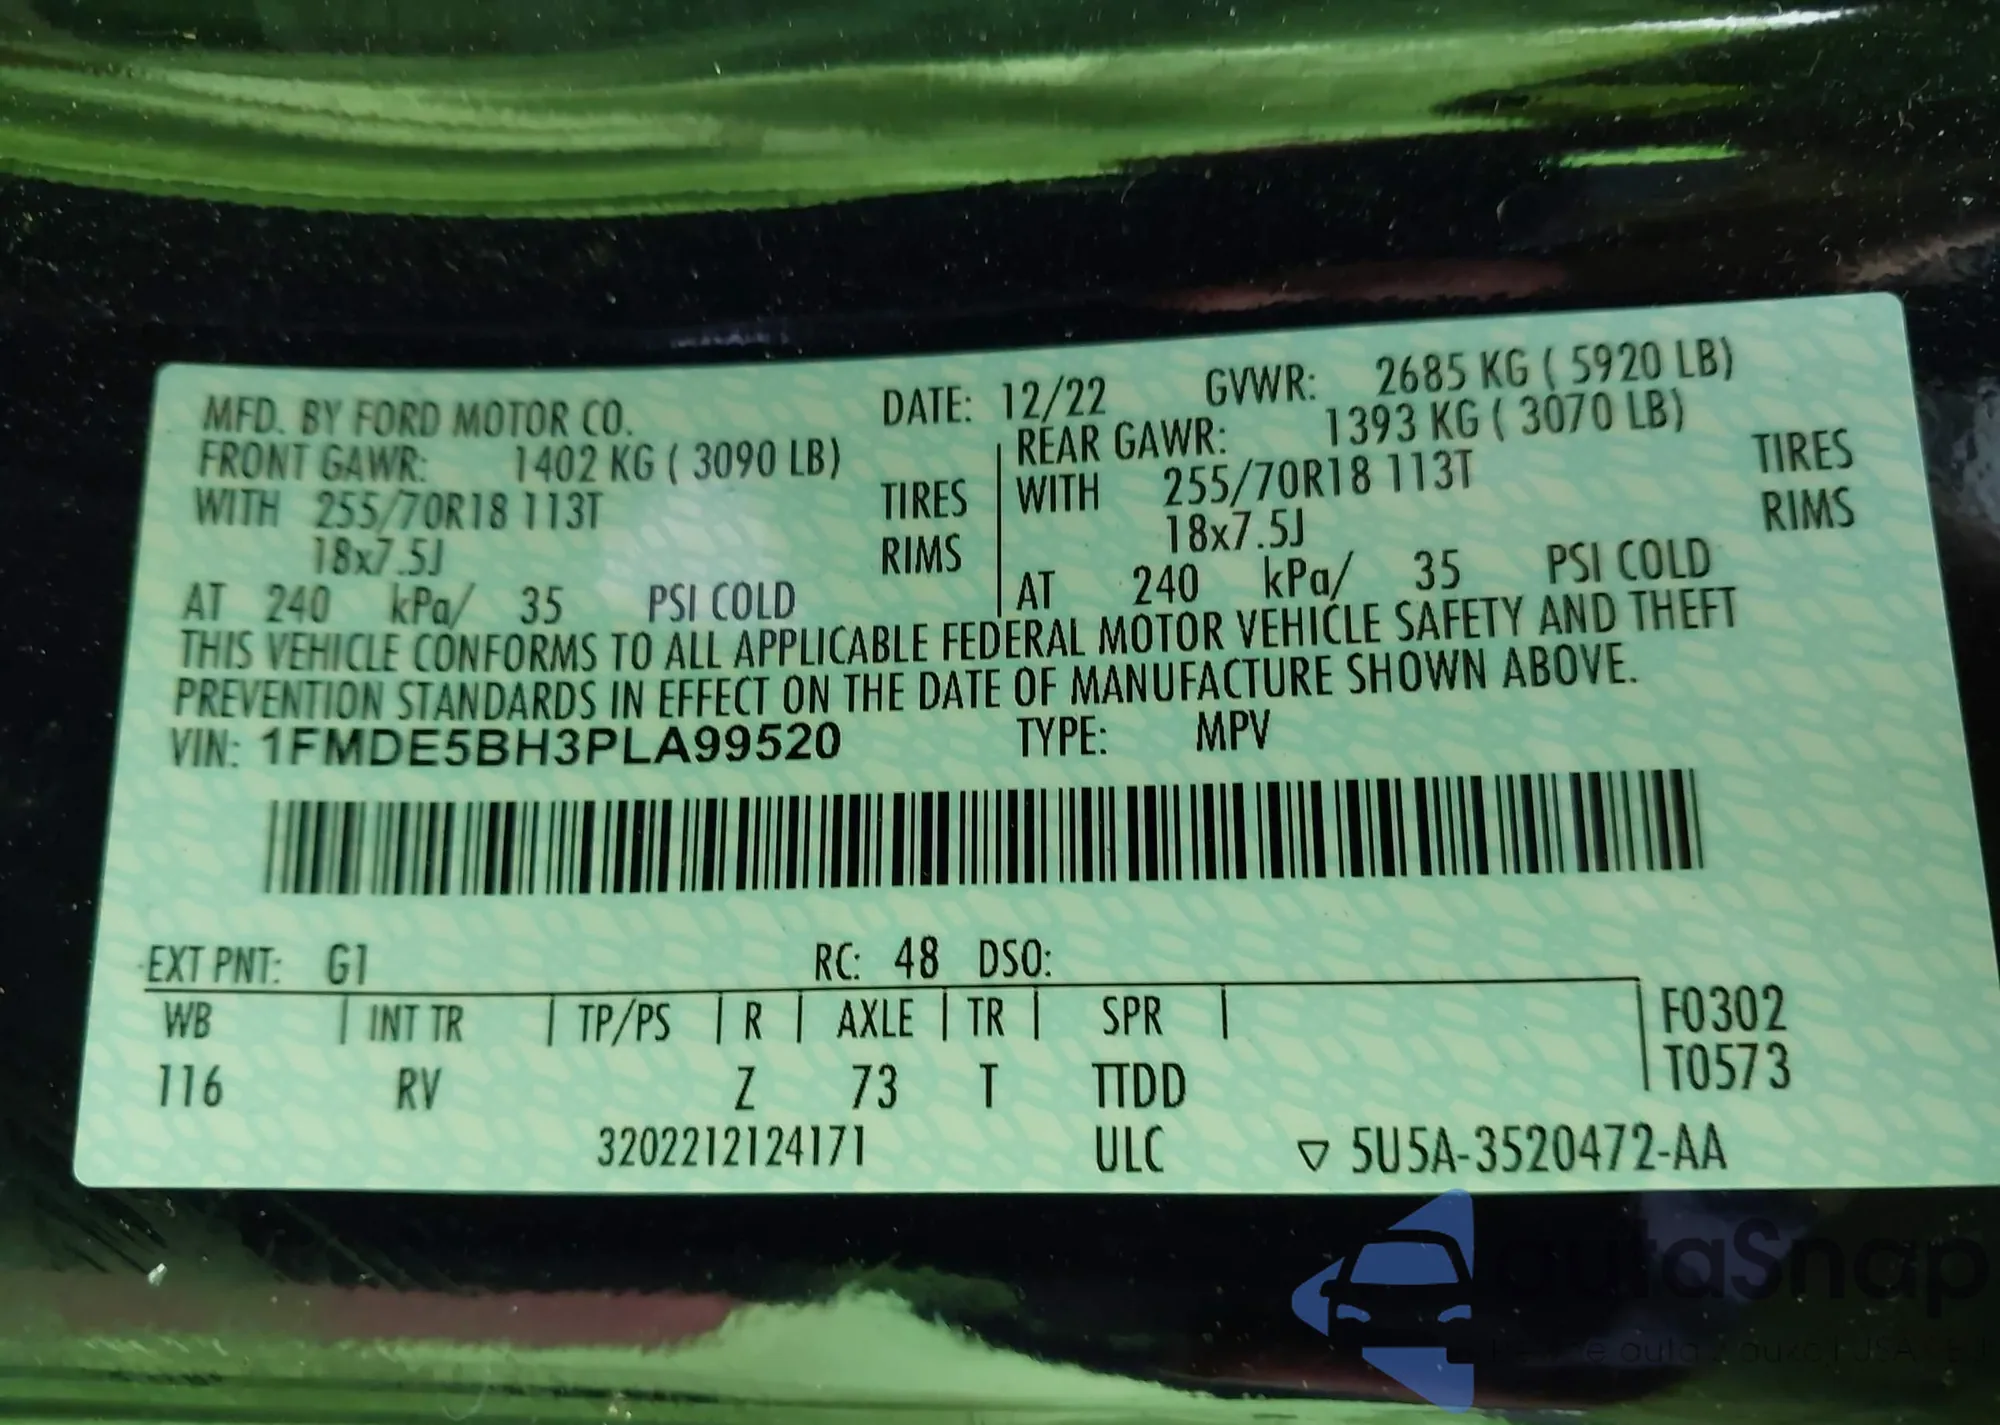 MFD. BY FORD MOTOR CO. DATE: 12/22 GVWR: 2685 KG ( 5920 LB)
FRONT GAWR: 1402 KG ( 3090 LB) REAR GAWR: 1393 KG ( 3070 LB)
WITH 255/70R18 113T TIRES WITH 255/70R18 113T TIRES
18x7.5J RIMS 18x7.5J RIMS
AT 240 kPa/ 35 PSI COLD AT 240 kPa/ 35 PSI COLD
THIS VEHICLE CONFORMS TO ALL APPLICABLE FEDERAL MOTOR VEHICLE SAFETY AND THEFT
PREVENTION STANDARDS IN EFFECT ON THE DATE OF MANUFACTURE SHOWN ABOVE.
VIN: 1FMDE5BH3PLA99520 TYPE: MPV
EXT PNT: G1 RC: 48 DSO:
WB | INT TR | TP/PS | R | AXLE | TR | SPR | F0302
T0573
116 RV Z 73 T TTDD
3202212124171 ULC ▽ 5U5A-3520472-AA
autoSnap